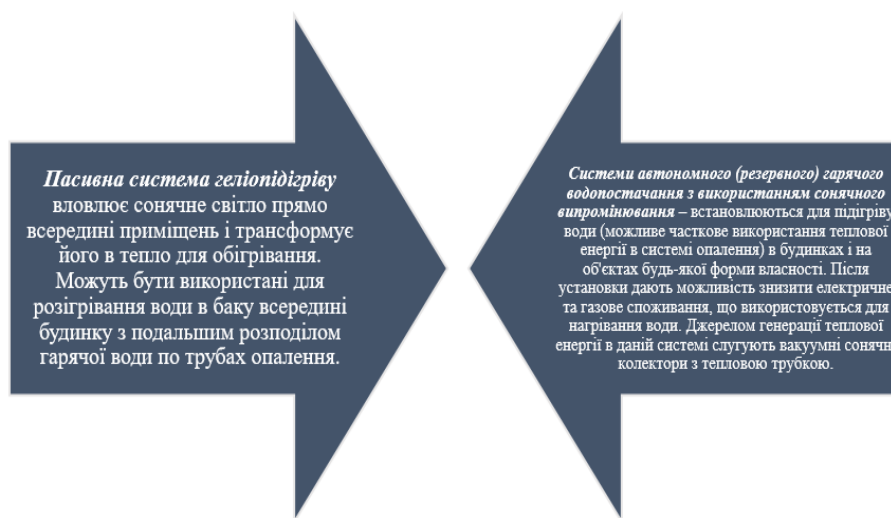 Пасивна система геліопідігріву
вловлює сонячне світло прямо
всередині приміщень і трансформує
його в тепло для обігрівання.
Можуть бути використані для
розігрівання води в баку всередині
будинку з подальшим розподілом
гарячої води по трубах опалення.
Системи автономного (резервного) гарячого
водопостачання з використанням сонячного
випромінювання – встановлюються для підігріву
води (можливе часткове використання теплової
енергії в системі опалення) в будинках і на
об'єктах будь-якої форми власності. Після
установки дають можливість знизити електричне
та газове споживання, що використовується для
нагрівання води. Джерелом генерації теплової
енергії в даній системі слугують вакуумні сонячні
колектори з тепловою трубкою.